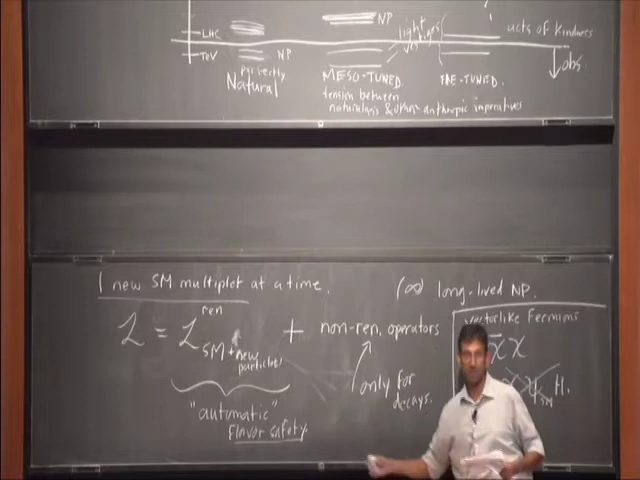 NP
LHC
light
acts of kindness
TeV
NP
obs.
perfectly
Natural
MESO-TUNED.
FINE-TUNED.
tension between
naturalness & other anthropic imperatives
1 new SM multiplet at a time.
(∞) long-lived NP.
L = L ren SM + new particle(s) + non-ren. operators
only for
decays.
"automatic"
Flavor safety.
Vectorlike Fermions
χ̄ χ
SM H.